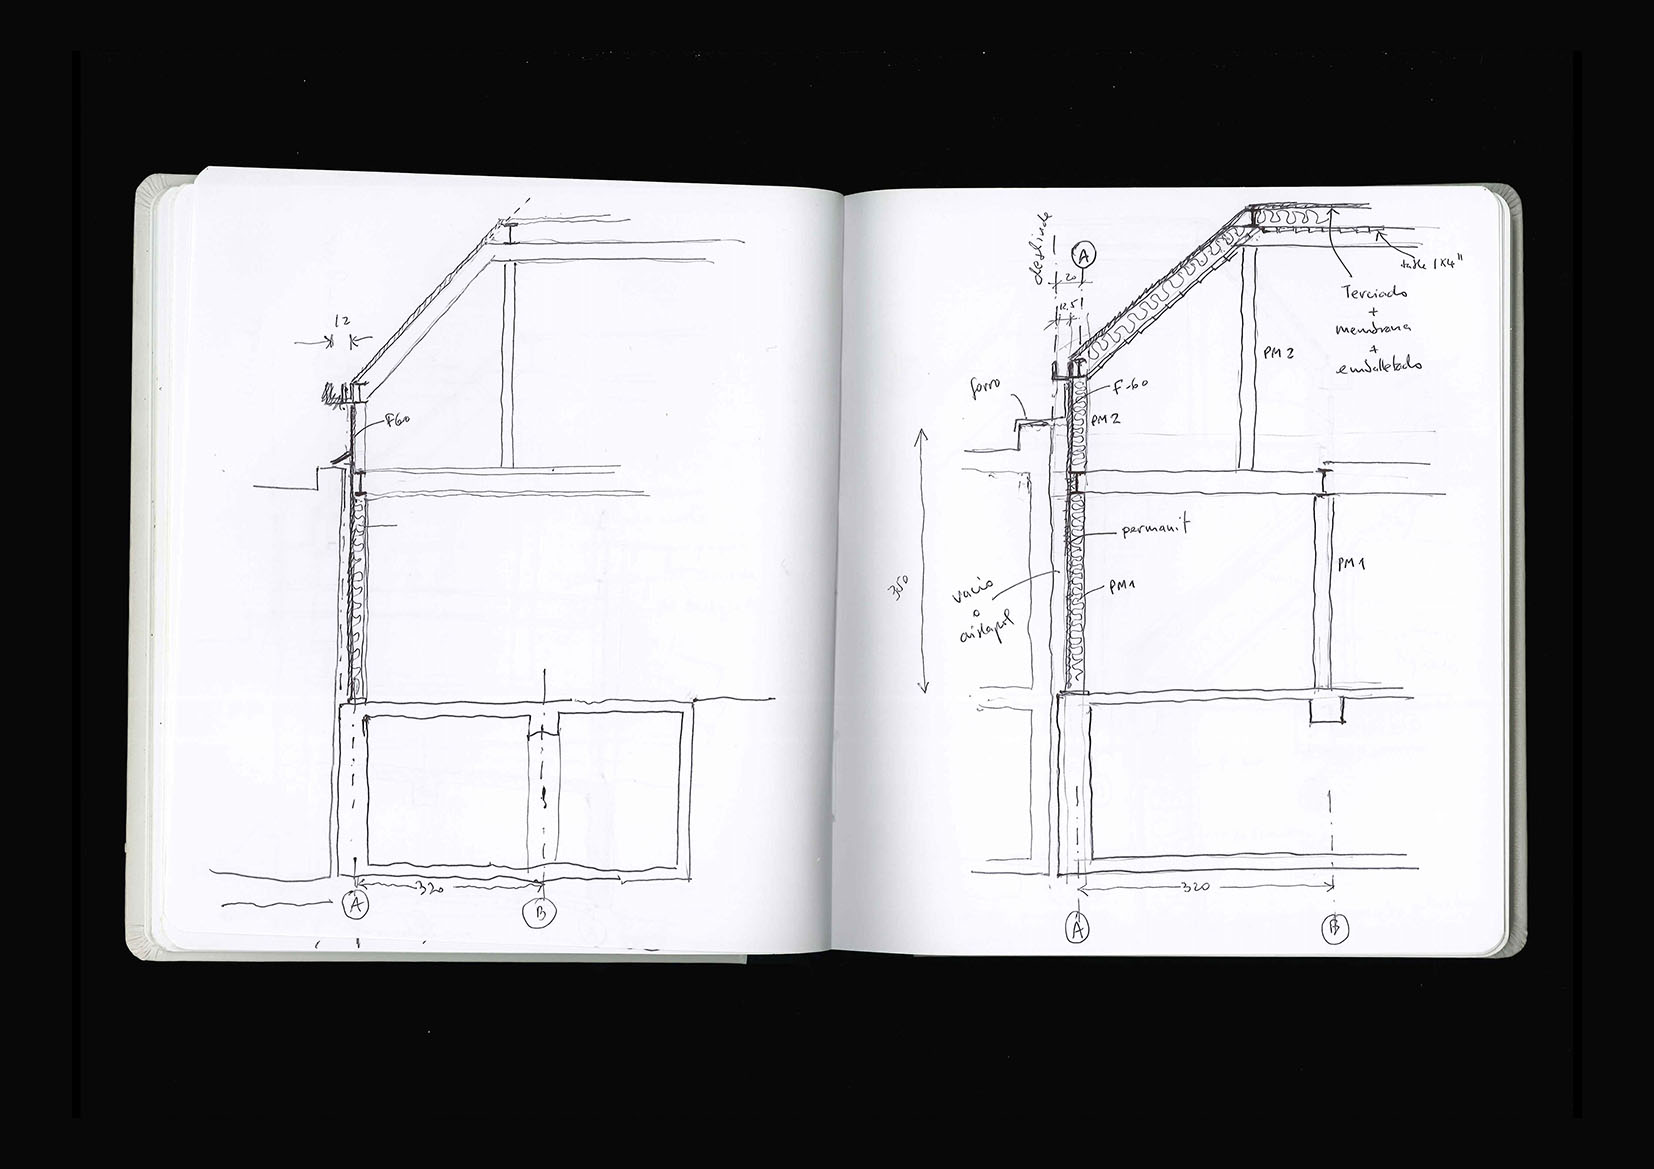 12
F60
320
A
B
deslinde
A
20
12.5
tabla 1x4"
Terciado
+
membrana
+
emballetado
PM2
forro
F-60
PM2
350
permanit
PM1
PM1
vacio
o
aislapol
320
A
B